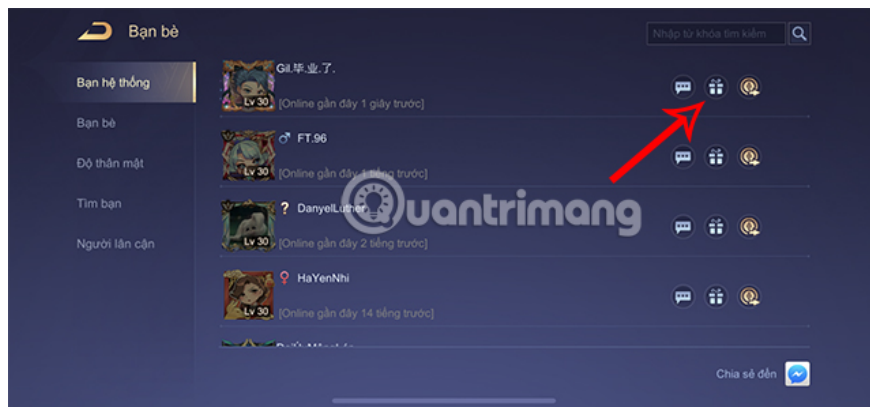 Bạn bè
Nhập từ khóa tìm kiếm
Bạn hệ thống
Bạn bè
Độ thân mật
Tìm bạn
Người lân cận
Gil.毕.业.了.
Lv 30
[Online gần đây 1 giây trước]
FT.96
Lv 30
[Online gần đây 1 tiếng trước]
? DanyelLuther
Lv 30
[Online gần đây 2 tiếng trước]
HaYenNhi
Lv 30
[Online gần đây 14 tiếng trước]
Quantrimang
Chia sẻ đến